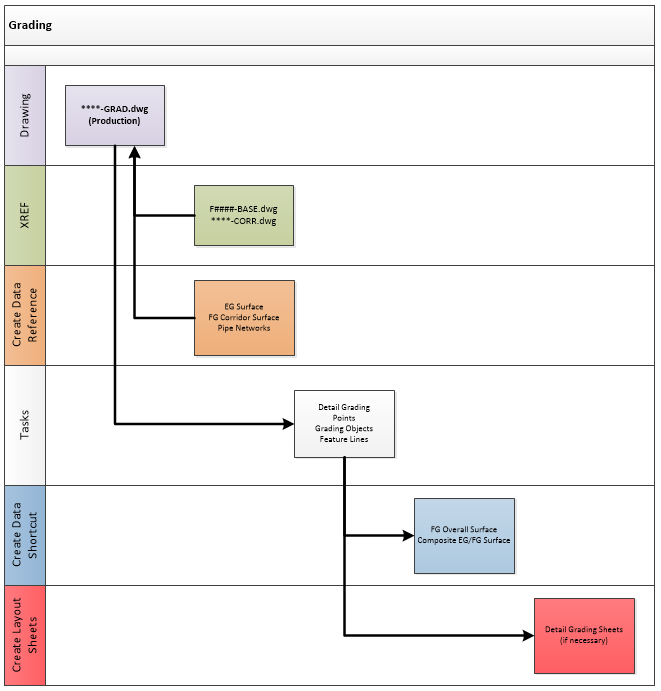 Grading
Drawing
****-GRAD.dwg
(Production)
XREF
F####-BASE.dwg
****-CORR.dwg
Create Data
Reference
EG Surface
FG Corridor Surface
Pipe Networks
Tasks
Detail Grading
Points
Grading Objects
Feature Lines
Create Data
Shortcut
FG Overall Surface
Composite EG/FG Surface
Create Layout
Sheets
Detail Grading Sheets
(if necessary)